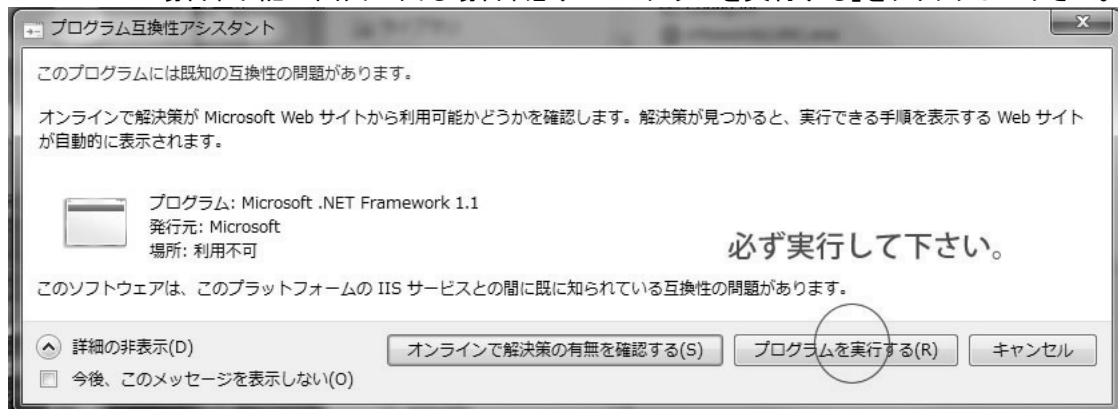 プログラム互換性アシスタント
このプログラムには既知の互換性の問題があります。
オンラインで解決策が Microsoft Web サイトから利用可能かどうかを確認します。解決策が見つかると、実行できる手順を表示する Web サイト
が自動的に表示されます。
プログラム: Microsoft .NET Framework 1.1
発行元: Microsoft
場所: 利用不可
必ず実行して下さい。
このソフトウェアは、このプラットフォームの IIS サービスとの間に既に知られている互換性の問題があります。
詳細の非表示(D)
オンラインで解決策の有無を確認する(S)
プログラムを実行する(R)
キャンセル
今後、このメッセージを表示しない(O)